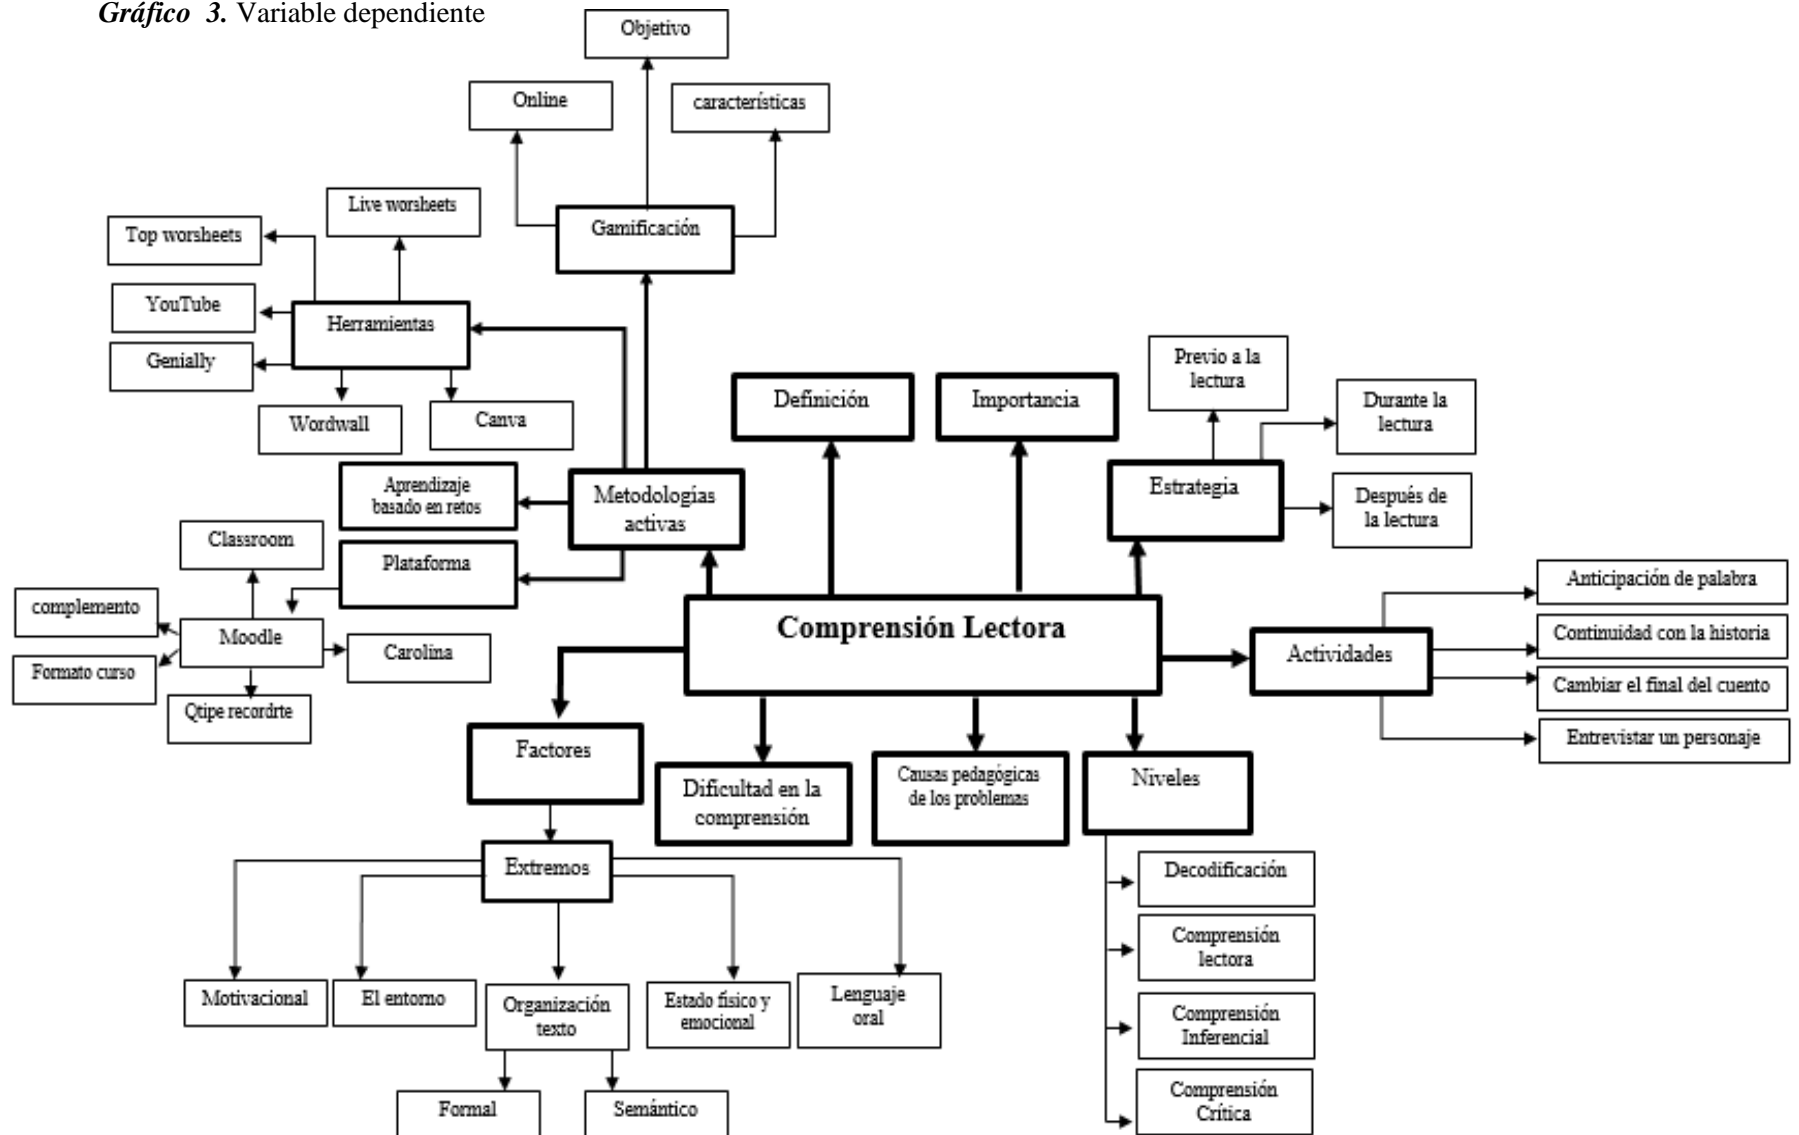 Gráfico 3. Variable dependiente
Objetivo
Online
características
Live worsheets
Top worsheets
Gamificación
YouTube
Herramientas
Genially
Wordwall
Canva
Definición
Importancia
Previo a la
lectura
Durante la
lectura
Aprendizaje
basado en retos
Metodologías
activas
Estrategia
Después de
la lectura
Classroom
Plataforma
complemento
Moodle
Carolina
Formato curso
Qtipe recordrte
Comprensión Lectora
Actividades
Anticipación de palabra
Continuidad con la historia
Cambiar el final del cuento
Entrevistar un personaje
Factores
Dificultad en la
comprensión
Causas pedagógicas
de los problemas
Niveles
Extremos
Decodificación
Comprensión
lectora
Comprensión
Inferencial
Comprensión
Crítica
Motivacional
El entorno
Organización
texto
Estado físico y
emocional
Lenguaje
oral
Formal
Semántico